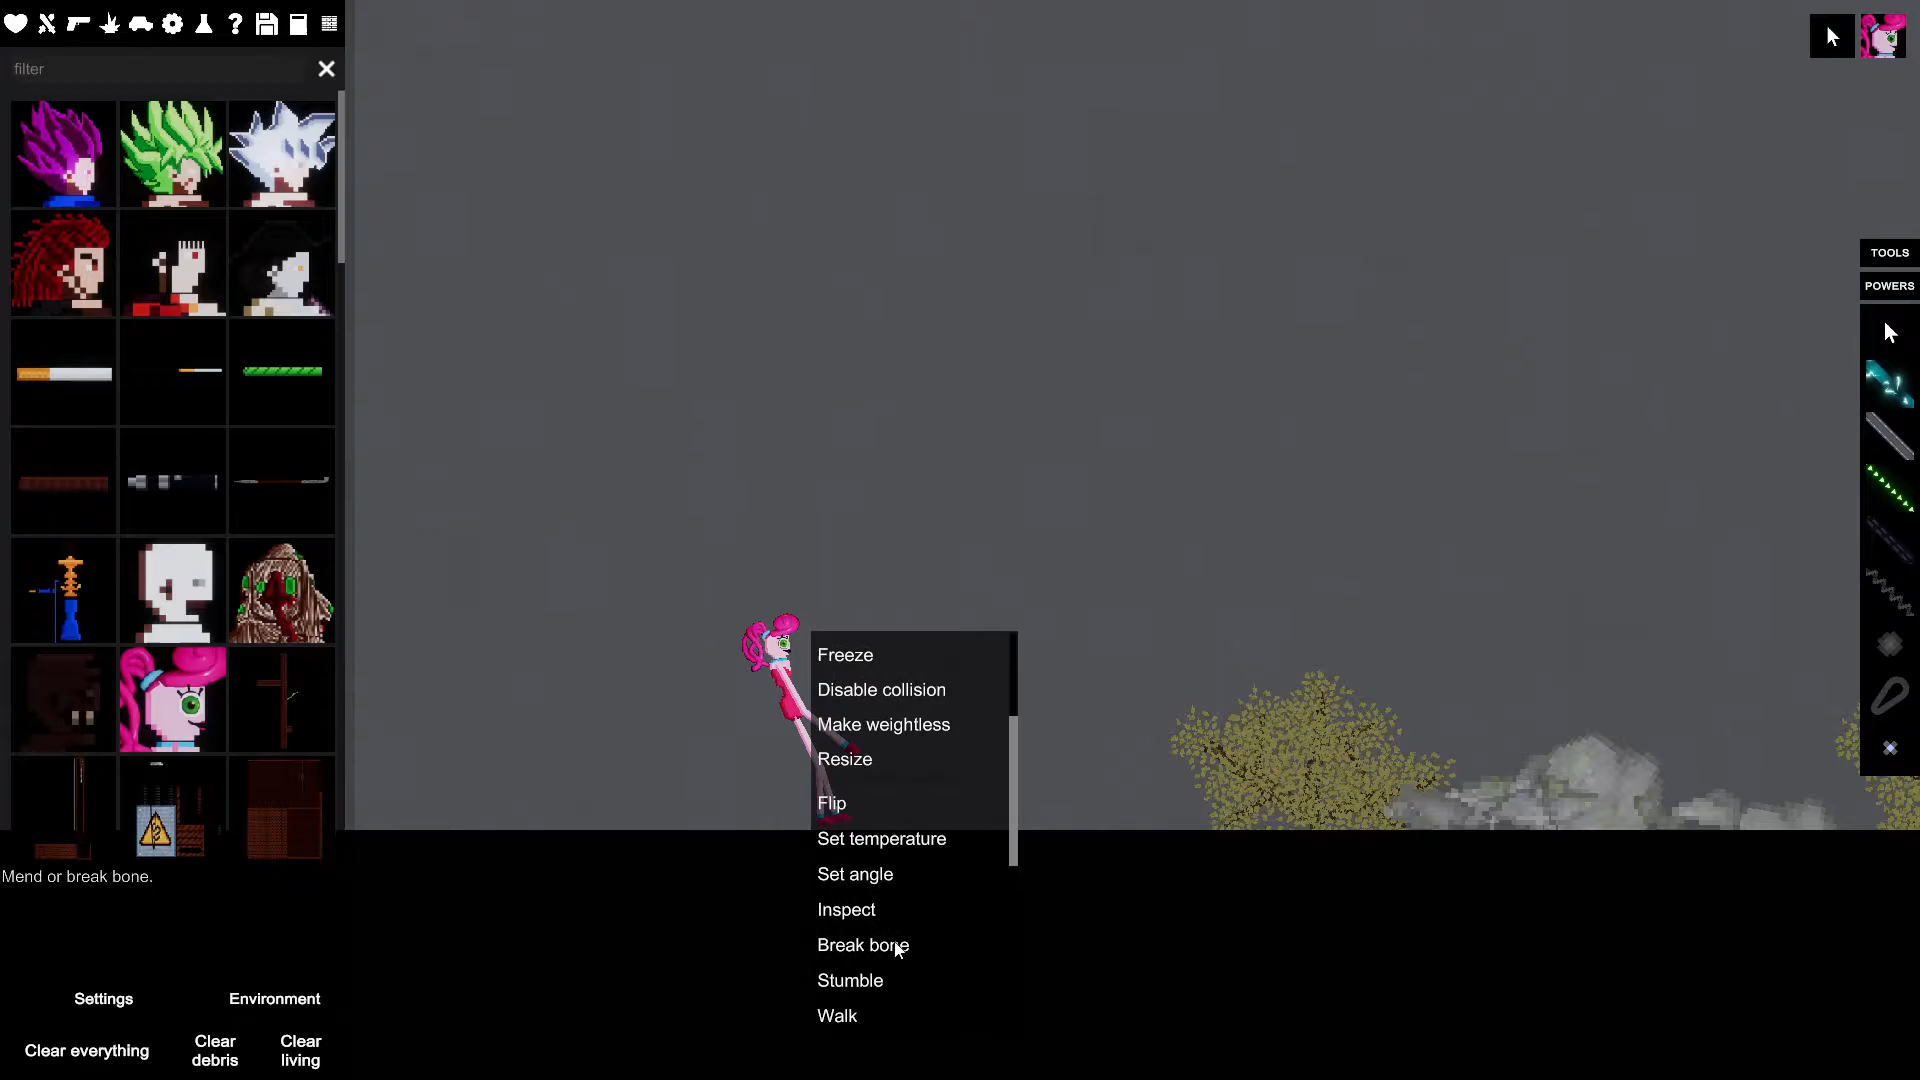 filter
TOOLS
POWERS
Freeze
Disable collision
Make weightless
Resize
Flip
Set temperature
Set angle
Inspect
Break bone
Stumble
Walk
Mend or break bone.
Settings
Environment
Clear everything
Clear
debris
Clear
living